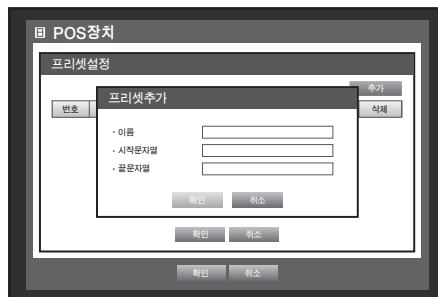 POS장치
프리셋설정
추가
번호
삭제
프리셋추가
· 이름
· 시작문자열
· 끝문자열
확인 취소
확인 취소
확인 취소